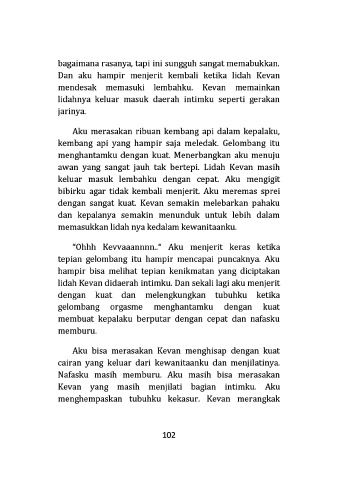 bagaimana rasanya, tapi ini sungguh sangat memabukkan.
Dan aku hampir menjerit kembali ketika lidah Kevan
mendesak memasuki lembahku. Kevan memainkan
lidahnya keluar masuk daerah intimku seperti gerakan
jarinya.
Aku merasakan ribuan kembang api dalam kepalaku,
kembang api yang hampir saja meledak. Gelombang itu
menghantamku dengan kuat. Menerbangkan aku menuju
awan yang sangat jauh tak bertepi. Lidah Kevan masih
keluar masuk lembahku dengan cepat. Aku mengigit
bibirku agar tidak kembali menjerit. Aku meremas sprei
dengan sangat kuat. Kevan semakin melebarkan pahaku
dan kepalanya semakin menunduk untuk lebih dalam
memasukkan lidah nya kedalam kewanitaanku.
"Ohhh Kevvaaannnn.." Aku menjerit keras ketika
tepian gelombang itu hampir mencapai puncaknya. Aku
hampir bisa melihat tepian kenikmatan yang diciptakan
lidah Kevan didaerah intimku. Dan sekali lagi aku menjerit
dengan kuat dan melengkungkan tubuhku ketika
gelombang orgasme menghantamku dengan kuat
membuat kepalaku berputar dengan cepat dan nafasku
memburu.
Aku bisa merasakan Kevan menghisap dengan kuat
cairan yang keluar dari kewanitaanku dan menjilatinya.
Nafasku masih memburu. Aku masih bisa merasakan
Kevan yang masih menjilati bagian intimku. Aku
menghempaskan tubuhku kekasur. Kevan merangkak
102